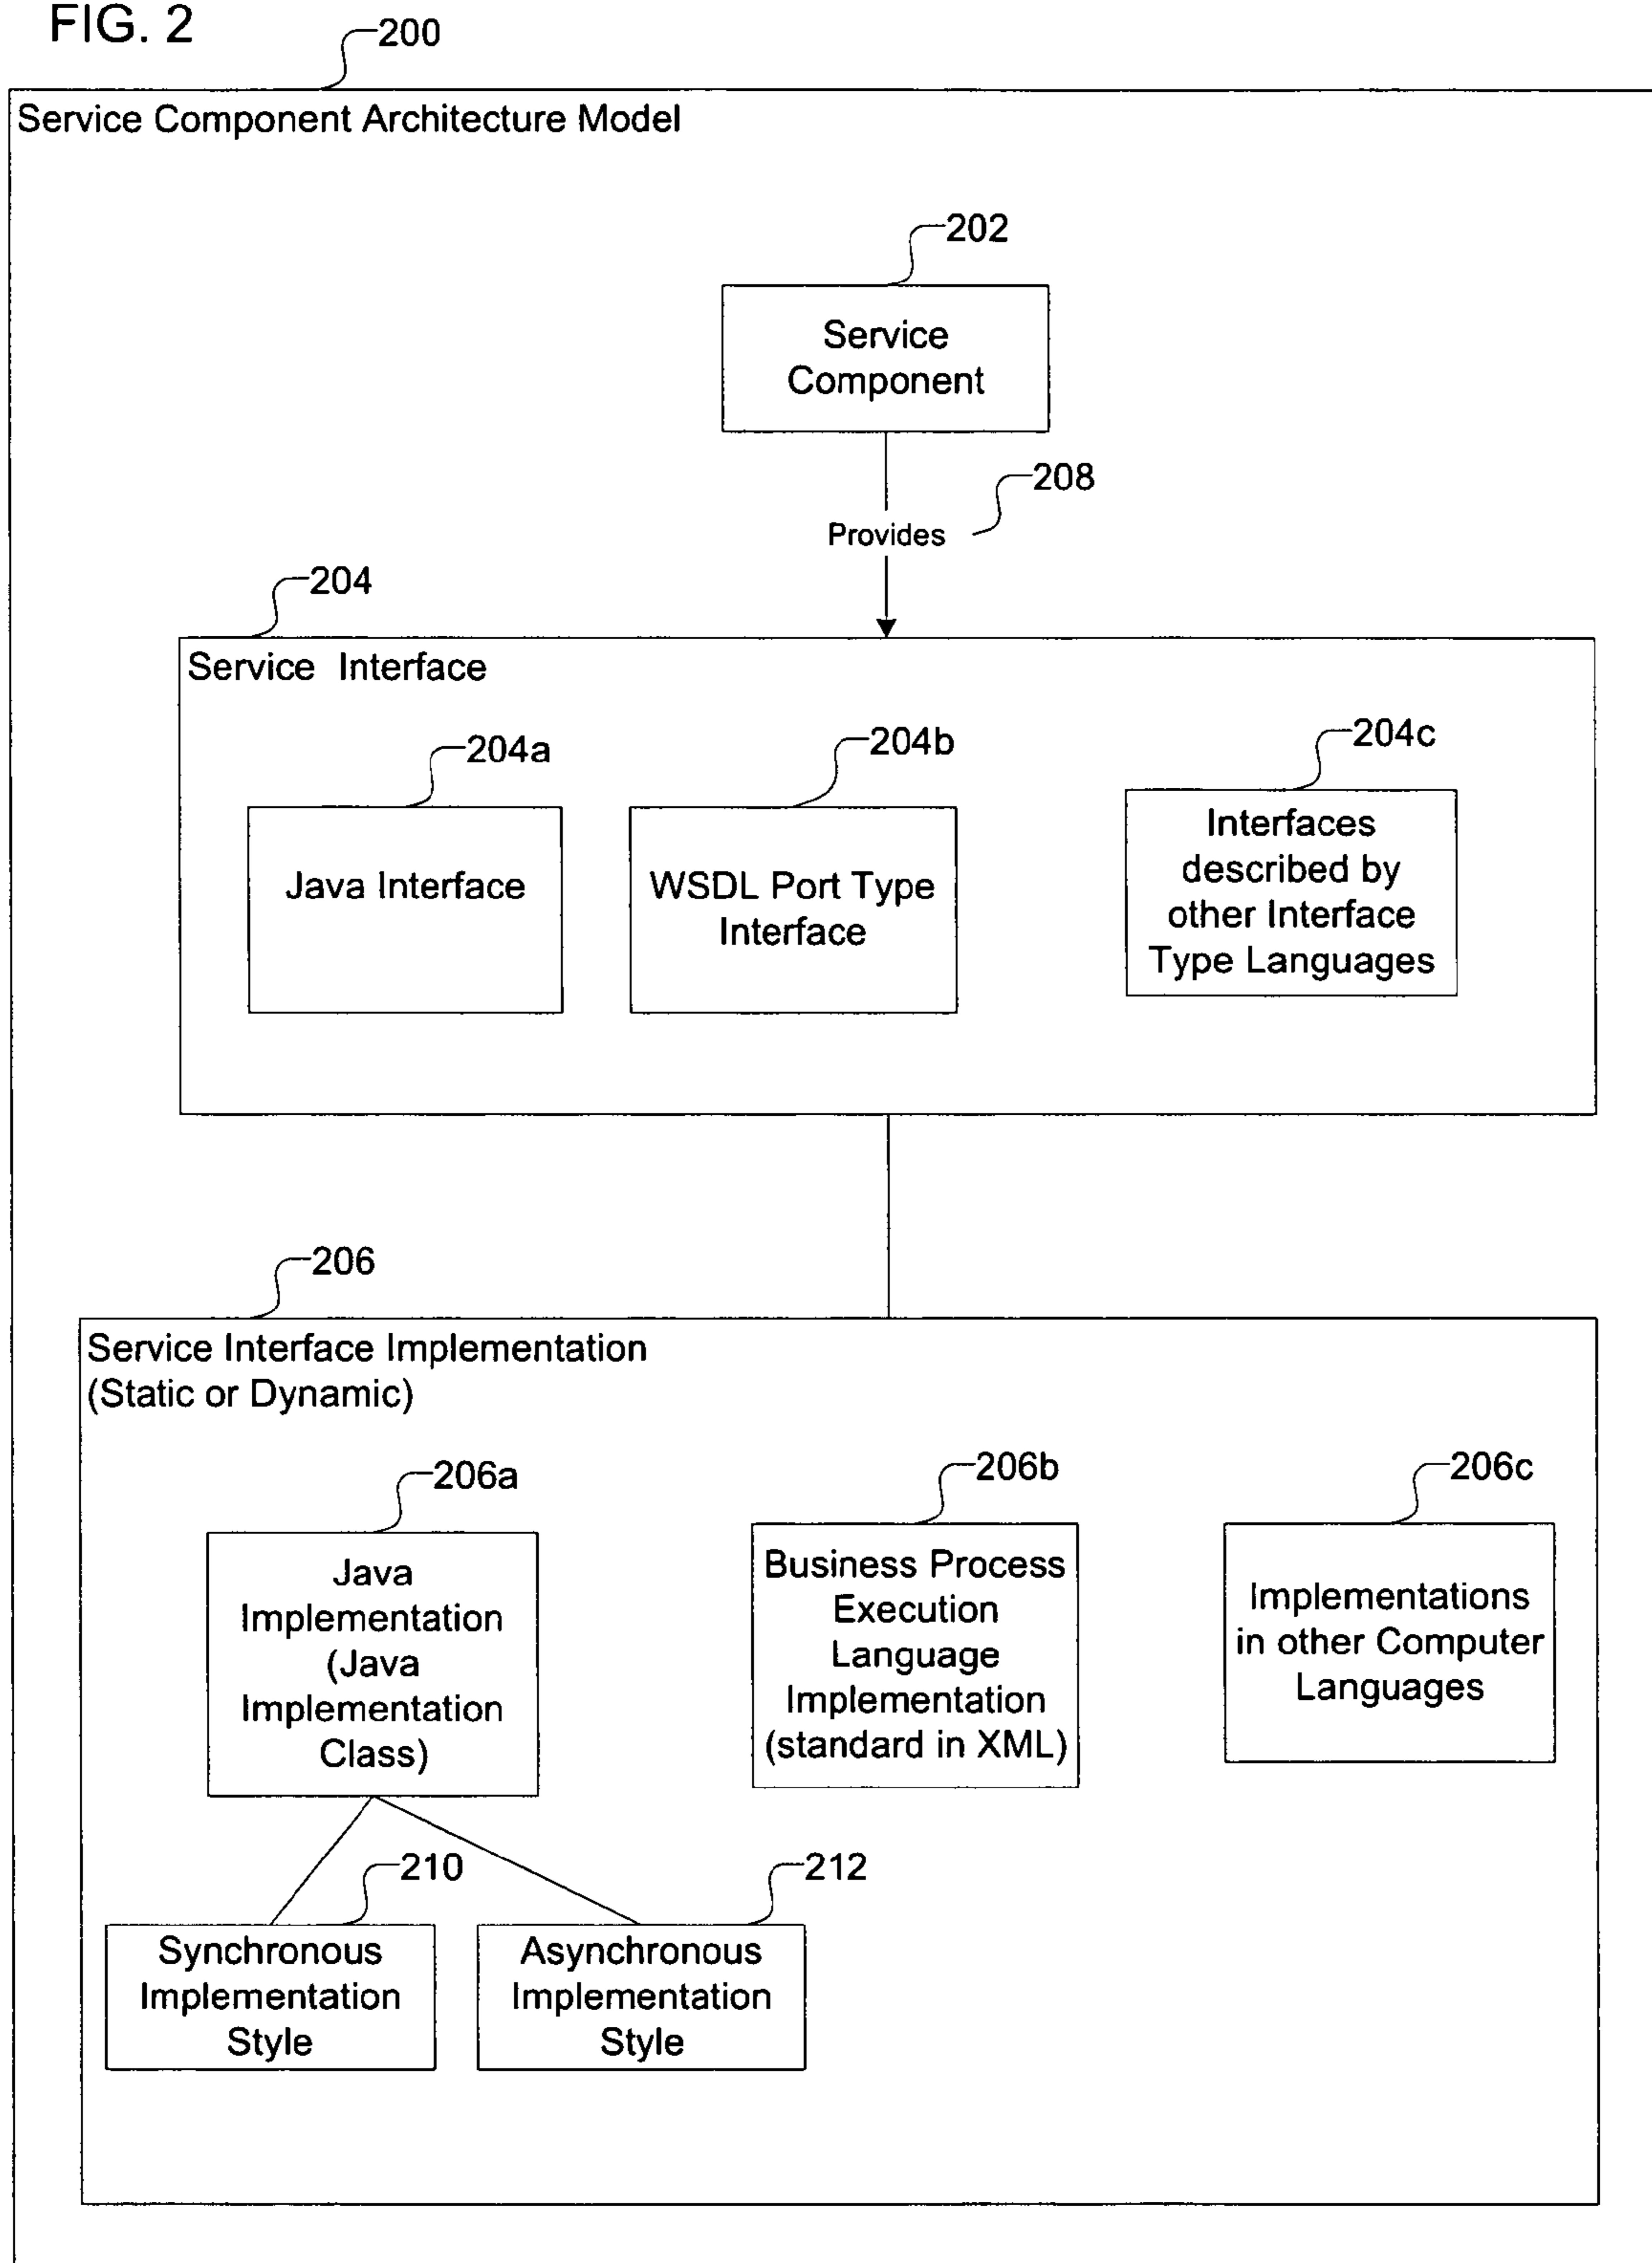 FIG. 2
200
Service Component Architecture Model
202
Service
Component
208
Provides
204
Service Interface
204a
204b
204c
Java Interface
WSDL Port Type
Interface
Interfaces
described by
other Interface
Type Languages
206
Service Interface Implementation
(Static or Dynamic)
206a
206b
206c
Java
Implementation
(Java
Implementation
Class)
Business Process
Execution
Language
Implementation
(standard in XML)
Implementations
in other Computer
Languages
210
212
Synchronous
Implementation
Style
Asynchronous
Implementation
Style